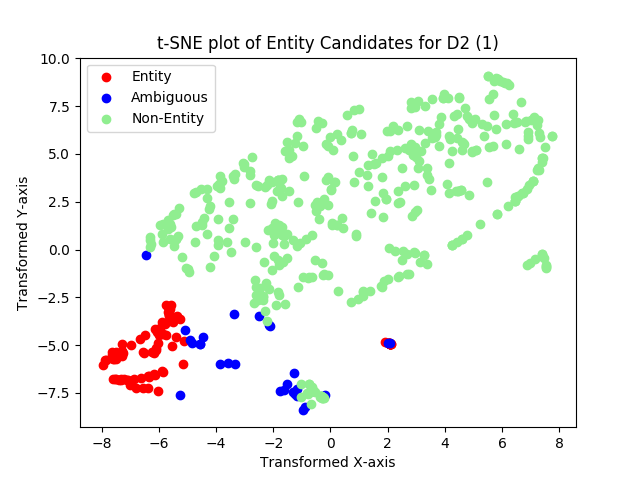 t-SNE plot of Entity Candidates for D2 (1)
Entity
Ambiguous
Non-Entity
10.0
7.5
5.0
2.5
0.0
−2.5
−5.0
−7.5
Transformed Y-axis
−8 −6 −4 −2 0 2 4 6 8
Transformed X-axis